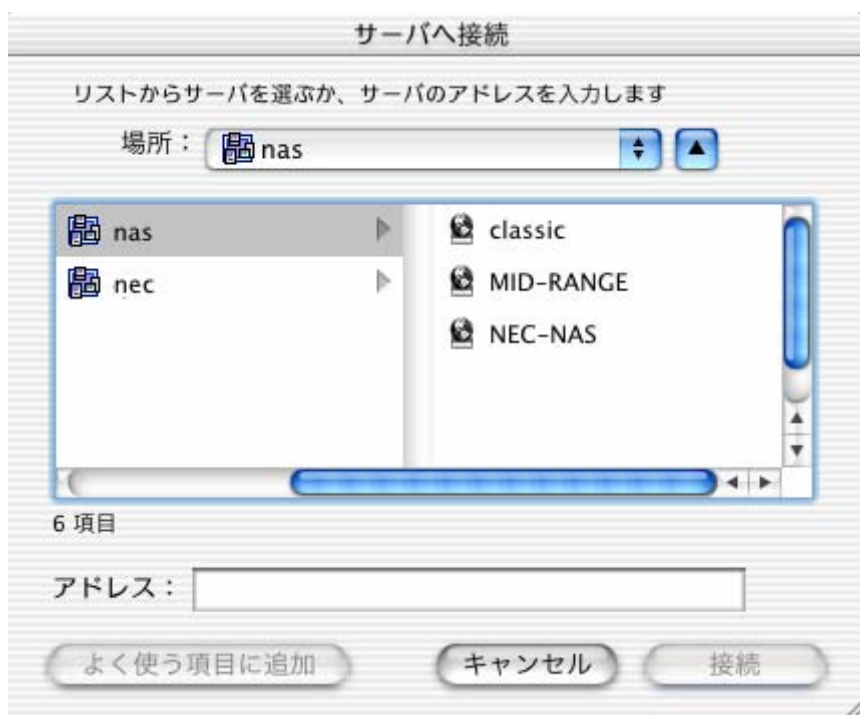 サーバへ接続
リストからサーバを選ぶか、サーバのアドレスを入力します
場所： nas
nas
nec
classic
MID-RANGE
NEC-NAS
6 項目
アドレス：
よく使う項目に追加 キャンセル 接続